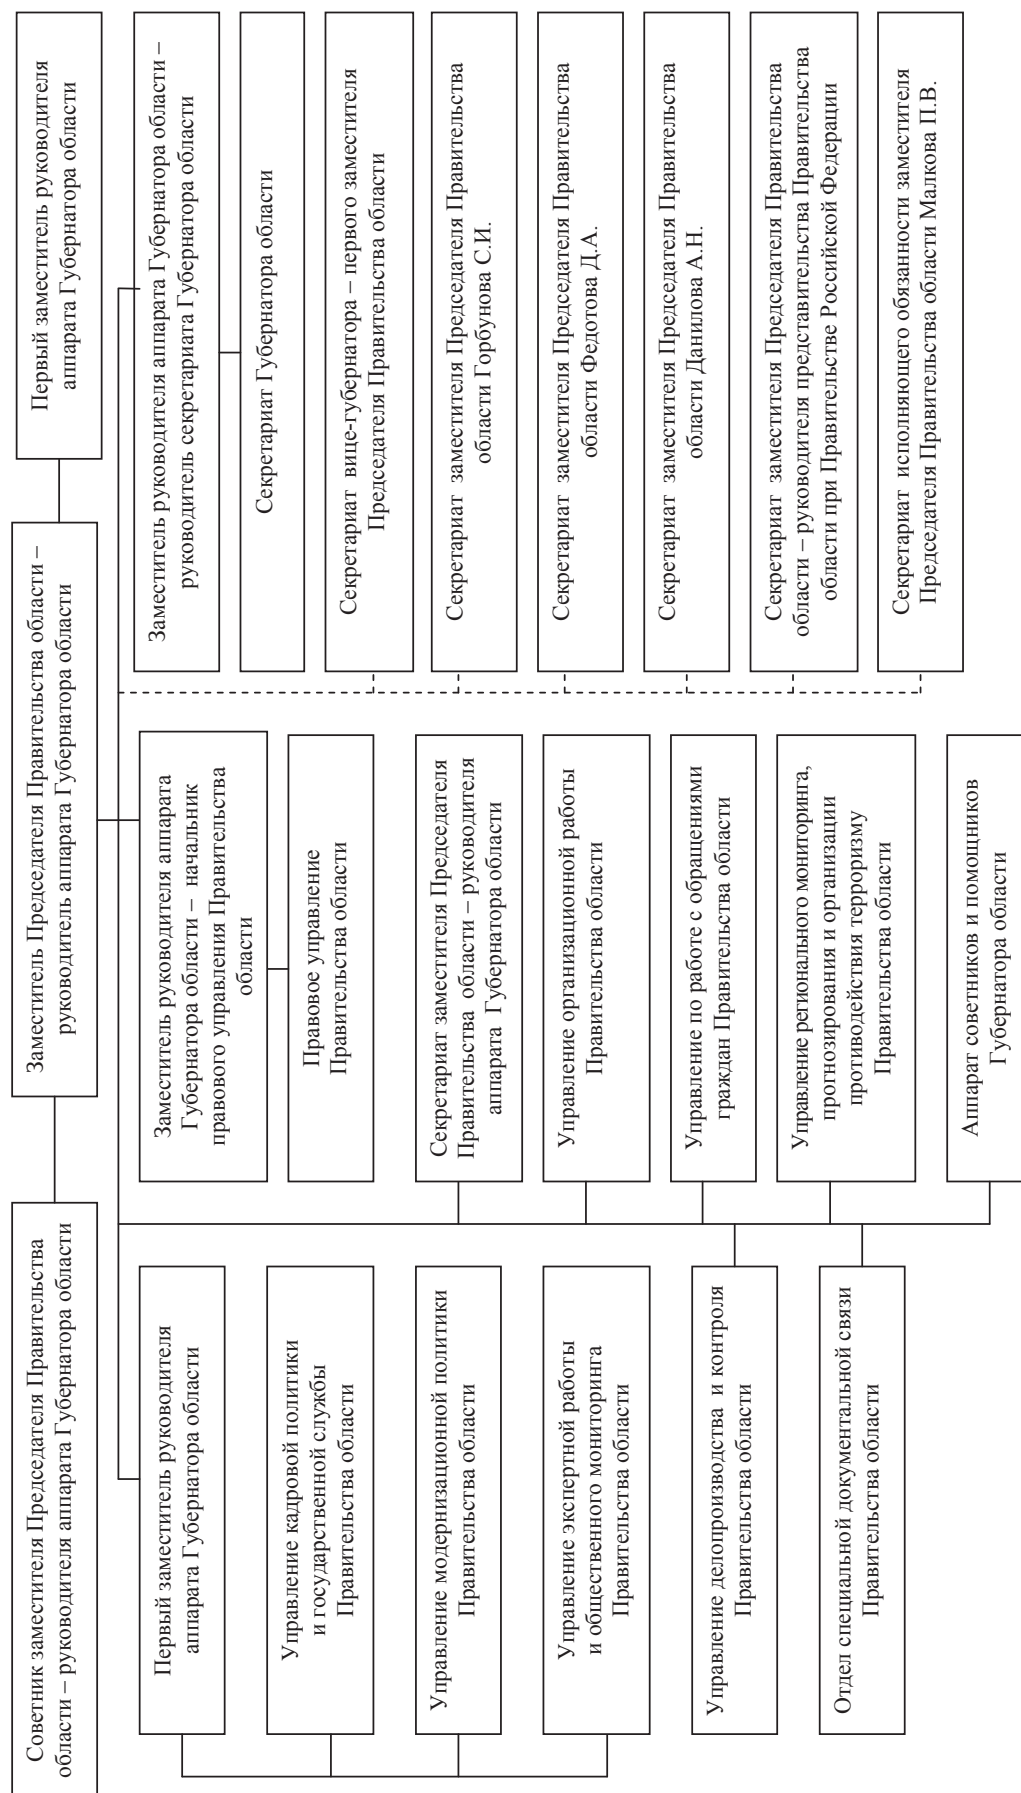 Советник заместителя Председателя Правительства
области – руководителя аппарата Губернатора области
Заместитель Председателя Правительства области –
руководитель аппарата Губернатора области
Первый заместитель руководителя
аппарата Губернатора области
Первый заместитель руководителя
аппарата Губернатора области
Управление кадровой политики
и государственной службы
Правительства области
Управление модернизационной политики
Правительства области
Управление экспертной работы
и общественного мониторинга
Правительства области
Управление делопроизводства и контроля
Правительства области
Отдел специальной документальной связи
Правительства области
Заместитель руководителя аппарата
Губернатора области – начальник
правового управления Правительства
области
Правовое управление
Правительства области
Секретариат заместителя Председателя
Правительства области – руководителя
аппарата Губернатора области
Управление организационной работы
Правительства области
Управление по работе с обращениями
граждан Правительства области
Управление регионального мониторинга,
прогнозирования и организации
противодействия терроризму
Правительства области
Аппарат советников и помощников
Губернатора области
Заместитель руководителя аппарата Губернатора области –
руководитель секретариата Губернатора области
Секретариат Губернатора области
Секретариат вице-губернатора – первого заместителя
Председателя Правительства области
Секретариат заместителя Председателя Правительства
области Горбунова С.И.
Секретариат заместителя Председателя Правительства
области Федотова Д.А.
Секретариат заместителя Председателя Правительства
области Данилова А.Н.
Секретариат заместителя Председателя Правительства
области – руководителя представительства Правительства
области при Правительстве Российской Федерации
Секретариат исполняющего обязанности заместителя
Председателя Правительства области Малкова П.В.